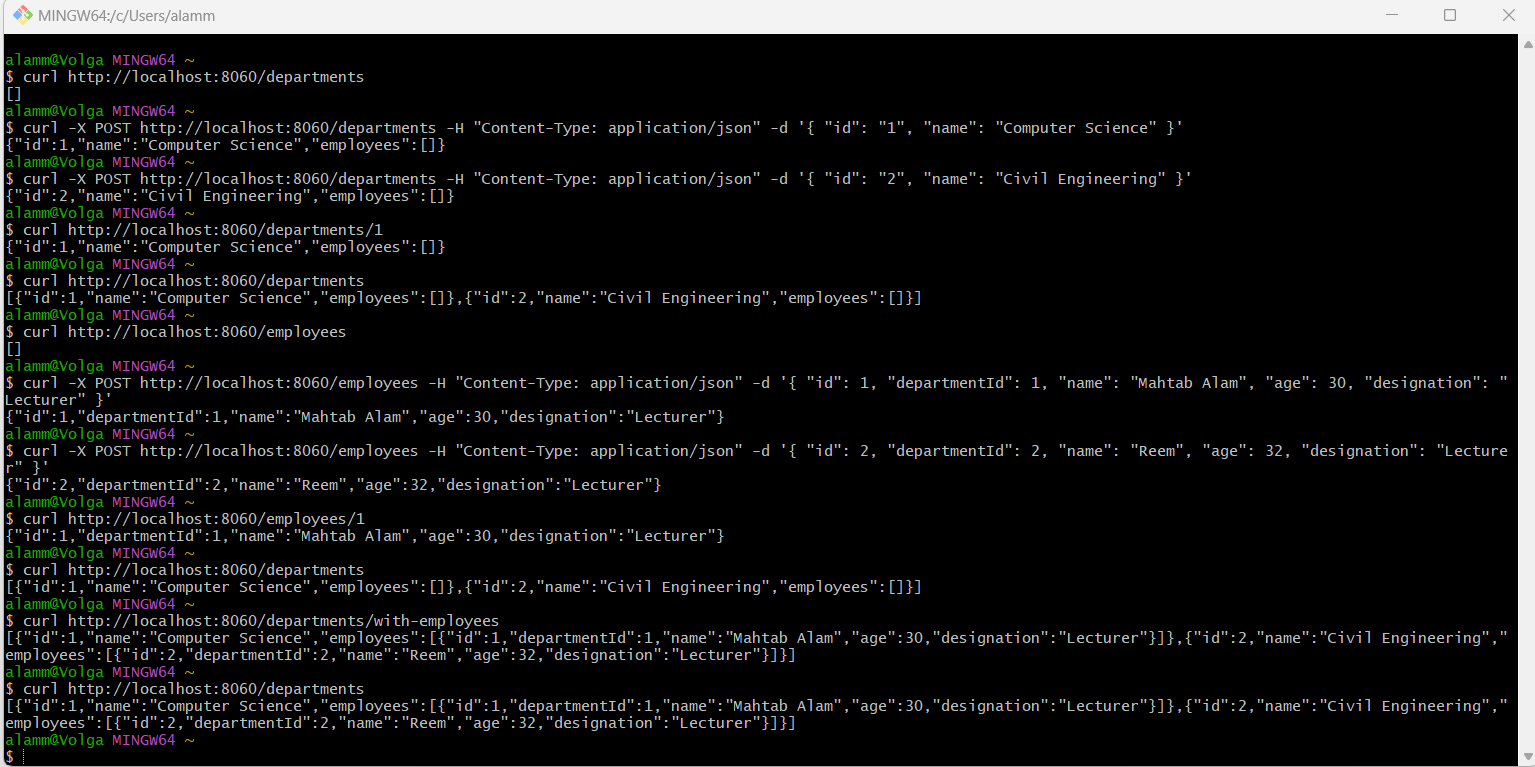 MINGW64:/c/Users/alamm
alamm@Volga MINGW64 ~
$ curl http://localhost:8060/departments
[]
alamm@Volga MINGW64 ~
$ curl -X POST http://localhost:8060/departments -H "Content-Type: application/json" -d '{ "id": "1", "name": "Computer Science" }'
{"id":1,"name":"Computer Science","employees":[]}
alamm@Volga MINGW64 ~
$ curl -X POST http://localhost:8060/departments -H "Content-Type: application/json" -d '{ "id": "2", "name": "Civil Engineering" }'
{"id":2,"name":"Civil Engineering","employees":[]}
alamm@Volga MINGW64 ~
$ curl http://localhost:8060/departments/1
{"id":1,"name":"Computer Science","employees":[]}
alamm@Volga MINGW64 ~
$ curl http://localhost:8060/departments
[{"id":1,"name":"Computer Science","employees":[]},{"id":2,"name":"Civil Engineering","employees":[]}]
alamm@Volga MINGW64 ~
$ curl http://localhost:8060/employees
[]
alamm@Volga MINGW64 ~
$ curl -X POST http://localhost:8060/employees -H "Content-Type: application/json" -d '{ "id": 1, "departmentId": 1, "name": "Mahtab Alam", "age": 30, "designation": "
Lecturer" }'
{"id":1,"departmentId":1,"name":"Mahtab Alam","age":30,"designation":"Lecturer"}
alamm@Volga MINGW64 ~
$ curl -X POST http://localhost:8060/employees -H "Content-Type: application/json" -d '{ "id": 2, "departmentId": 2, "name": "Reem", "age": 32, "designation": "Lecture
r" }'
{"id":2,"departmentId":2,"name":"Reem","age":32,"designation":"Lecturer"}
alamm@Volga MINGW64 ~
$ curl http://localhost:8060/employees/1
{"id":1,"departmentId":1,"name":"Mahtab Alam","age":30,"designation":"Lecturer"}
alamm@Volga MINGW64 ~
$ curl http://localhost:8060/departments
[{"id":1,"name":"Computer Science","employees":[]},{"id":2,"name":"Civil Engineering","employees":[]}]
alamm@Volga MINGW64 ~
$ curl http://localhost:8060/departments/with-employees
[{"id":1,"name":"Computer Science","employees":[{"id":1,"departmentId":1,"name":"Mahtab Alam","age":30,"designation":"Lecturer"}]},{"id":2,"name":"Civil Engineering","
employees":[{"id":2,"departmentId":2,"name":"Reem","age":32,"designation":"Lecturer"}]}]
alamm@Volga MINGW64 ~
$ curl http://localhost:8060/departments
[{"id":1,"name":"Computer Science","employees":[{"id":1,"departmentId":1,"name":"Mahtab Alam","age":30,"designation":"Lecturer"}]},{"id":2,"name":"Civil Engineering","
employees":[{"id":2,"departmentId":2,"name":"Reem","age":32,"designation":"Lecturer"}]}]
alamm@Volga MINGW64 ~
$